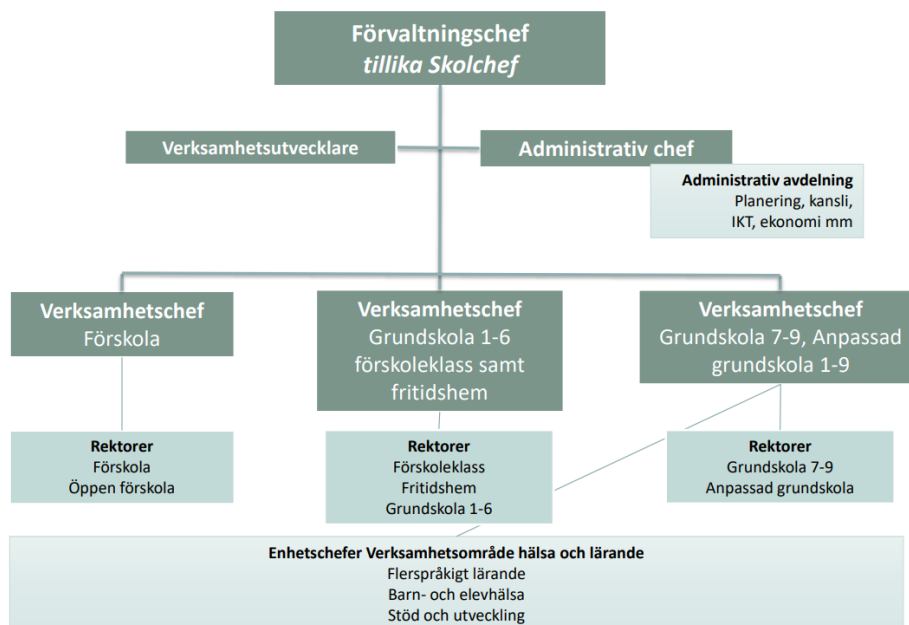 Förvaltningschef
tillika Skolchef
Verksamhetsutvecklare
Administrativ chef
Administrativ avdelning
Planering, kansli,
IKT, ekonomi mm
Verksamhetschef
Förskola
Verksamhetschef
Grundskola 1-6
förskoleklass samt
fritidshem
Verksamhetschef
Grundskola 7-9, Anpassad
grundskola 1-9
Rektorer
Förskola
Öppen förskola
Rektorer
Förskoleklass
Fritidshem
Grundskola 1-6
Rektorer
Grundskola 7-9
Anpassad grundskola
Enhetschefer Verksamhetsområde hälsa och lärande
Flerspråkigt lärande
Barn- och elevhälsa
Stöd och utveckling